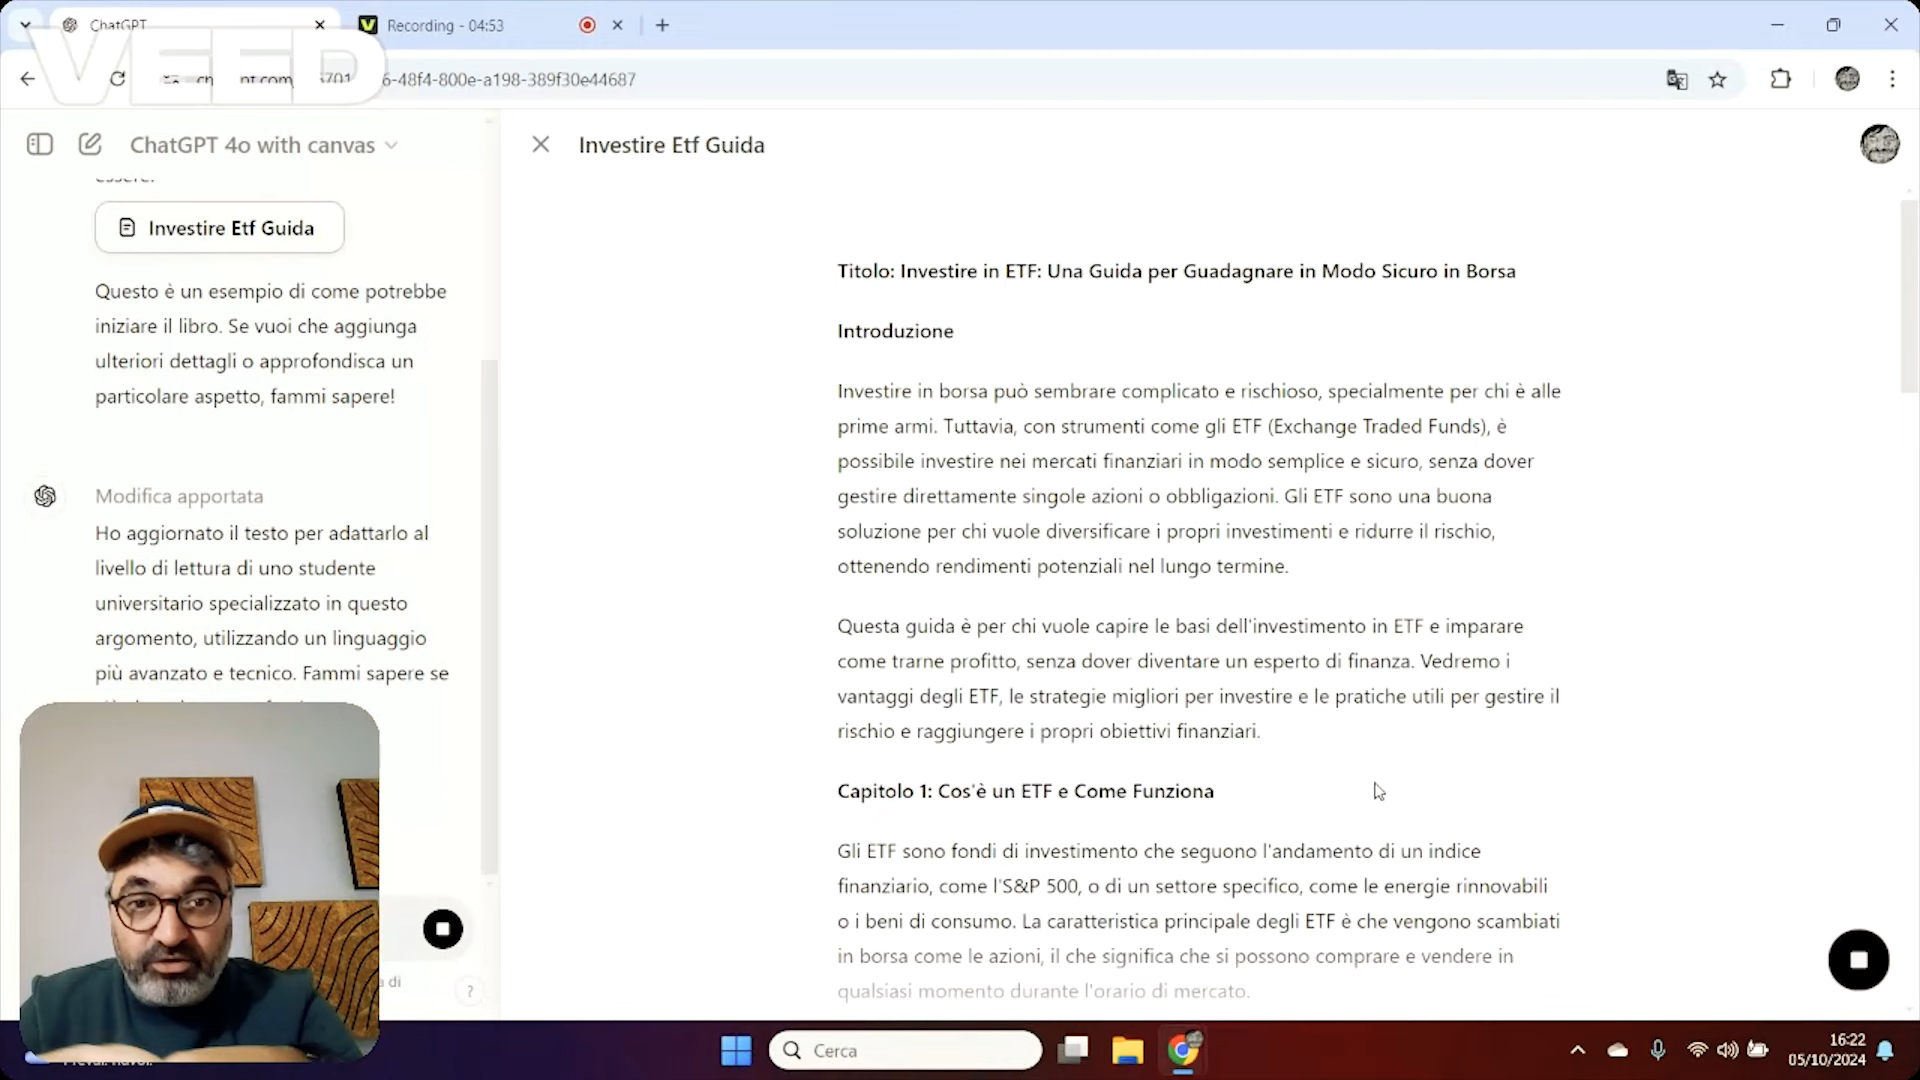 ChatGPT
Recording - 04:53
VEED
6-48f4-800e-a198-389f30e44687
ChatGPT 4o with canvas
Investire Etf Guida
Investire Etf Guida
Questo è un esempio di come potrebbe
iniziare il libro. Se vuoi che aggiunga
ulteriori dettagli o approfondisca un
particolare aspetto, fammi sapere!
Modifica apportata
Ho aggiornato il testo per adattarlo al
livello di lettura di uno studente
universitario specializzato in questo
argomento, utilizzando un linguaggio
più avanzato e tecnico. Fammi sapere se
di
?
Titolo: Investire in ETF: Una Guida per Guadagnare in Modo Sicuro in Borsa
Introduzione
Investire in borsa può sembrare complicato e rischioso, specialmente per chi è alle
prime armi. Tuttavia, con strumenti come gli ETF (Exchange Traded Funds), è
possibile investire nei mercati finanziari in modo semplice e sicuro, senza dover
gestire direttamente singole azioni o obbligazioni. Gli ETF sono una buona
soluzione per chi vuole diversificare i propri investimenti e ridurre il rischio,
ottenendo rendimenti potenziali nel lungo termine.
Questa guida è per chi vuole capire le basi dell'investimento in ETF e imparare
come trarne profitto, senza dover diventare un esperto di finanza. Vedremo i
vantaggi degli ETF, le strategie migliori per investire e le pratiche utili per gestire il
rischio e raggiungere i propri obiettivi finanziari.
Capitolo 1: Cos'è un ETF e Come Funziona
Gli ETF sono fondi di investimento che seguono l'andamento di un indice
finanziario, come l'S&P 500, o di un settore specifico, come le energie rinnovabili
o i beni di consumo. La caratteristica principale degli ETF è che vengono scambiati
in borsa come le azioni, il che significa che si possono comprare e vendere in
qualsiasi momento durante l'orario di mercato.
Cerca
16:22
05/10/2024